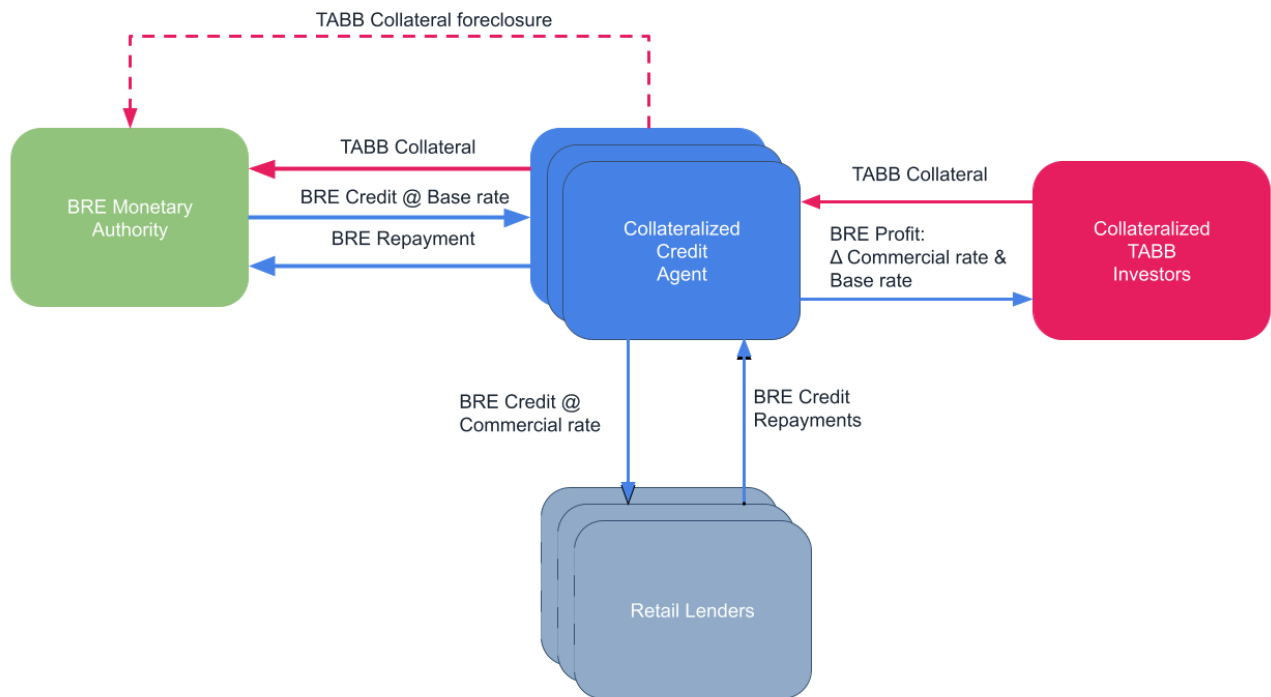 TABB Collateral foreclosure
TABB Collateral
BRE Credit @ Base rate
BRE Repayment
BRE Monetary
Authority
Collateralized
Credit
Agent
TABB Collateral
BRE Profit:
Δ Commercial rate &
Base rate
Collateralized
TABB
Investors
BRE Credit @
Commercial rate
BRE Credit
Repayments
Retail Lenders